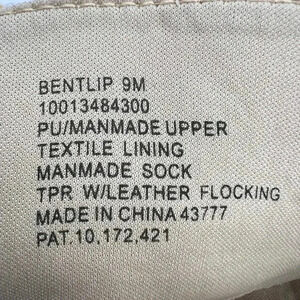 BENTLIP 9M
10013484300
PU/MANMADE UPPER
TEXTILE LINING
MANMADE SOCK
TPR W/LEATHER FLOCKING
MADE IN CHINA 43777
PAT.10,172,421